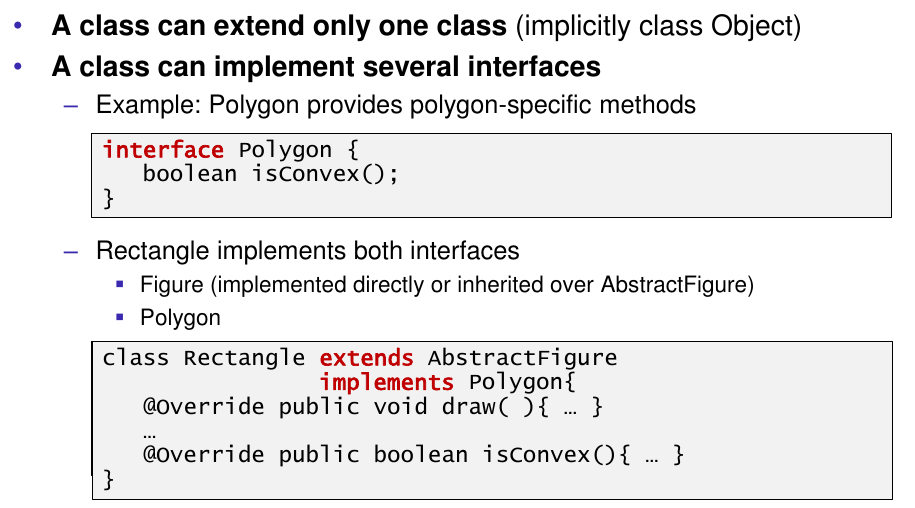 • A class can extend only one class (implicitly class Object)
• A class can implement several interfaces
– Example: Polygon provides polygon-specific methods
interface Polygon {
   boolean isConvex();
}
– Rectangle implements both interfaces
▪ Figure (implemented directly or inherited over AbstractFigure)
▪ Polygon
class Rectangle extends AbstractFigure
                implements Polygon{
   @Override public void draw( ){ … }
   …
   @Override public boolean isConvex(){ … }
}